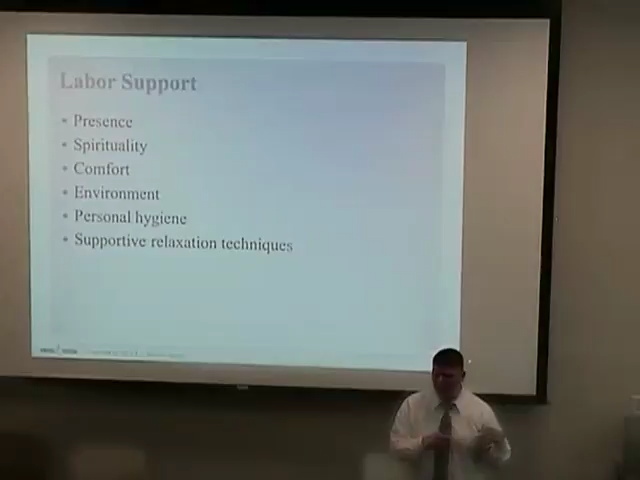 Labor Support
• Presence
• Spirituality
• Comfort
• Environment
• Personal hygiene
• Supportive relaxation techniques